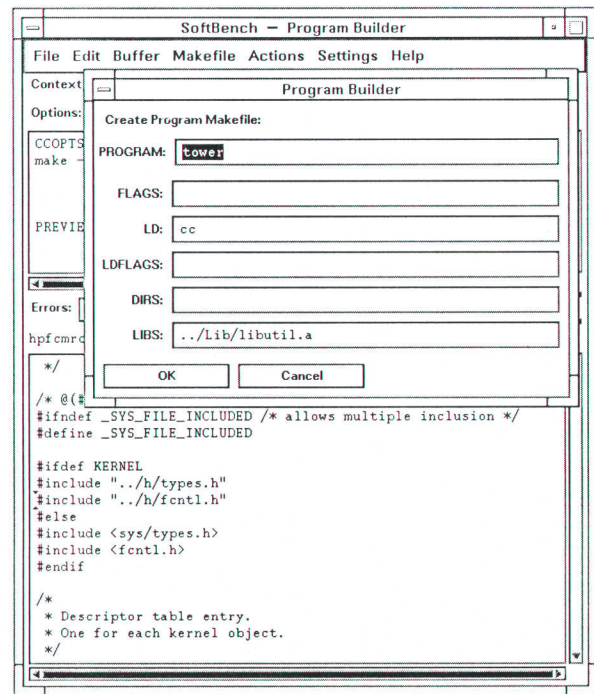 SoftBench — Program Builder
File Edit Buffer Makefile Actions Settings Help
Context
Program Builder
Options:
Create Program Makefile:
CCOPTS
make -
PROGRAM: tower
FLAGS:
PREVIE
LD: cc
LDFLAGS:
DIRS:
Errors:
LIBS: ../Lib/libutil.a
hpfcmrc
OK Cancel
*/
/* @(#
#ifndef _SYS_FILE_INCLUDED /* allows multiple inclusion */
#define _SYS_FILE_INCLUDED
#ifdef KERNEL
#include "../h/types.h"
#include "../h/fcntl.h"
#else
#include <sys/types.h>
#include <fcntl.h>
#endif
/*
* Descriptor table entry.
* One for each kernel object.
*/